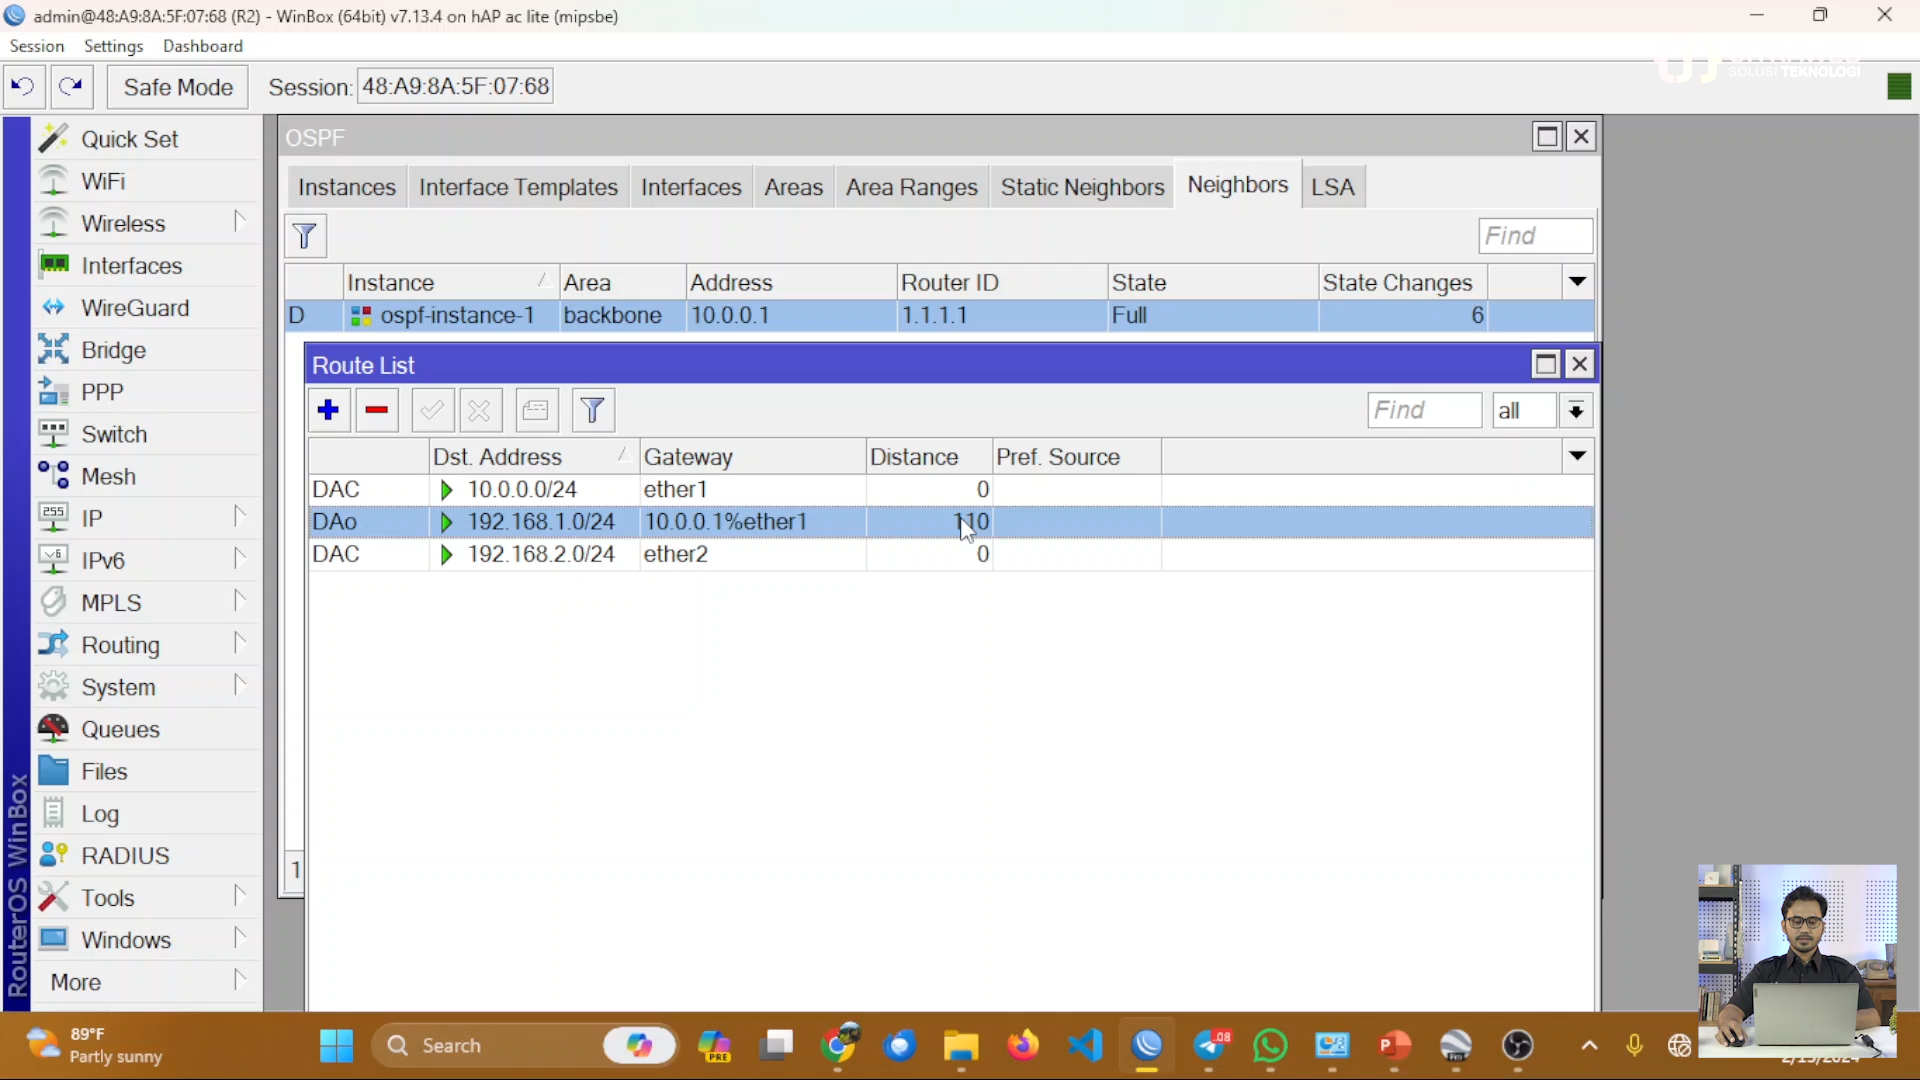 admin@48:A9:8A:5F:07:68 (R2) - WinBox (64bit) v7.13.4 on hAP ac lite (mipsbe)
Session Settings Dashboard
Safe Mode Session: 48:A9:8A:5F:07:68
SOLUSI TEKNOLOGI
Quick Set
WiFi
Wireless
Interfaces
WireGuard
Bridge
PPP
Switch
Mesh
255 IP
v6 IPv6
MPLS
Routing
System
Queues
Files
Log
RADIUS
Tools
Windows
More
RouterOS WinBox
OSPF
Instances Interface Templates Interfaces Areas Area Ranges Static Neighbors Neighbors LSA
Find
Instance Area Address Router ID State State Changes
D ospf-instance-1 backbone 10.0.0.1 1.1.1.1 Full 6
1
Route List
Find all
Dst. Address Gateway Distance Pref. Source
DAC 10.0.0.0/24 ether1 0
DAo 192.168.1.0/24 10.0.0.1%ether1 110
DAC 192.168.2.0/24 ether2 0
89°F
Partly sunny
Search
PRE
.08